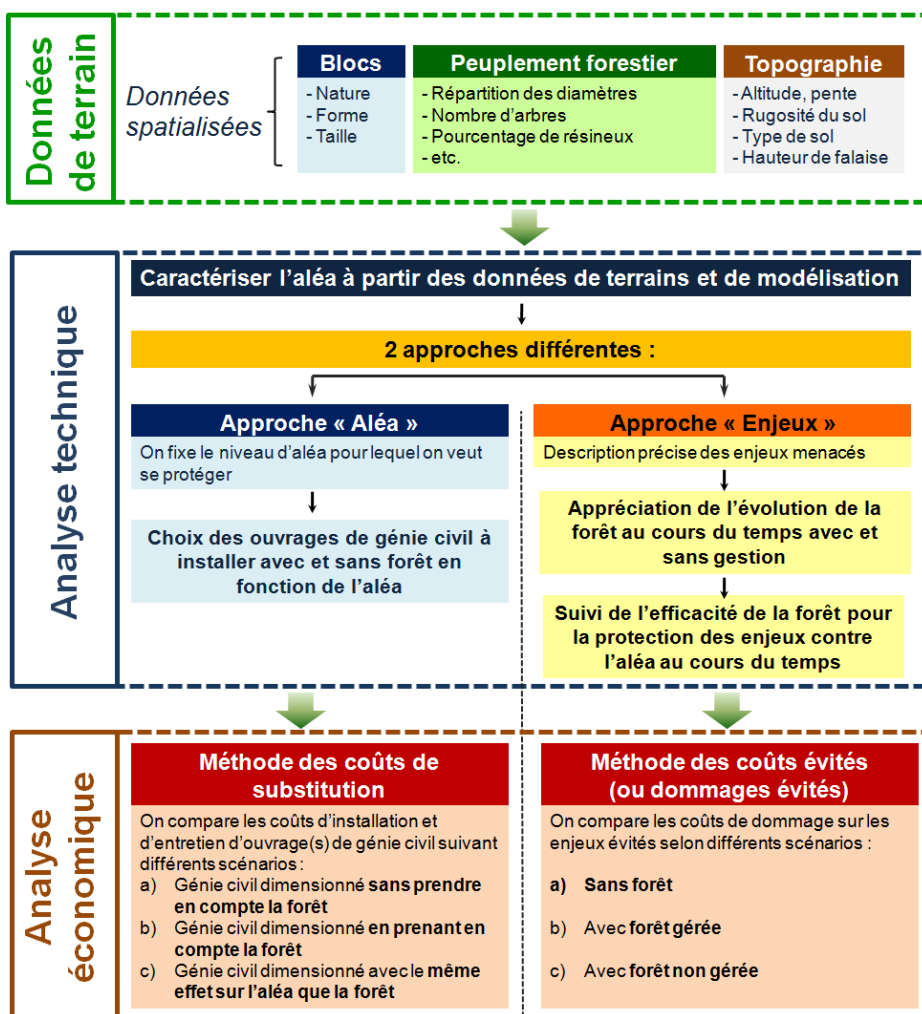 Données
de terrain
Données
spatialisées
Blocs
- Nature
- Forme
- Taille
Peuplement forestier
- Répartition des diamètres
- Nombre d'arbres
- Pourcentage de résineux
- etc.
Topographie
- Altitude, pente
- Rugosité du sol
- Type de sol
- Hauteur de falaise
Analyse technique
Caractériser l'aléa à partir des données de terrains et de modélisation
2 approches différentes :
Approche « Aléa »
On fixe le niveau d'aléa pour lequel on veut
se protéger
Choix des ouvrages de génie civil à
installer avec et sans forêt en
fonction de l'aléa
Approche « Enjeux »
Description précise des enjeux menacés
Appréciation de l'évolution de la
forêt au cours du temps avec et
sans gestion
Suivi de l'efficacité de la forêt pour
la protection des enjeux contre
l'aléa au cours du temps
Analyse
économique
Méthode des coûts de
substitution
On compare les coûts d'installation et
d'entretien d'ouvrage(s) de génie civil suivant
différents scénarios :
a) Génie civil dimensionné sans prendre
en compte la forêt
b) Génie civil dimensionné en prenant en
compte la forêt
c) Génie civil dimensionné avec le même
effet sur l'aléa que la forêt
Méthode des coûts évités
(ou dommages évités)
On compare les coûts de dommage sur les
enjeux évités selon différents scénarios :
a) Sans forêt
b) Avec forêt gérée
c) Avec forêt non gérée